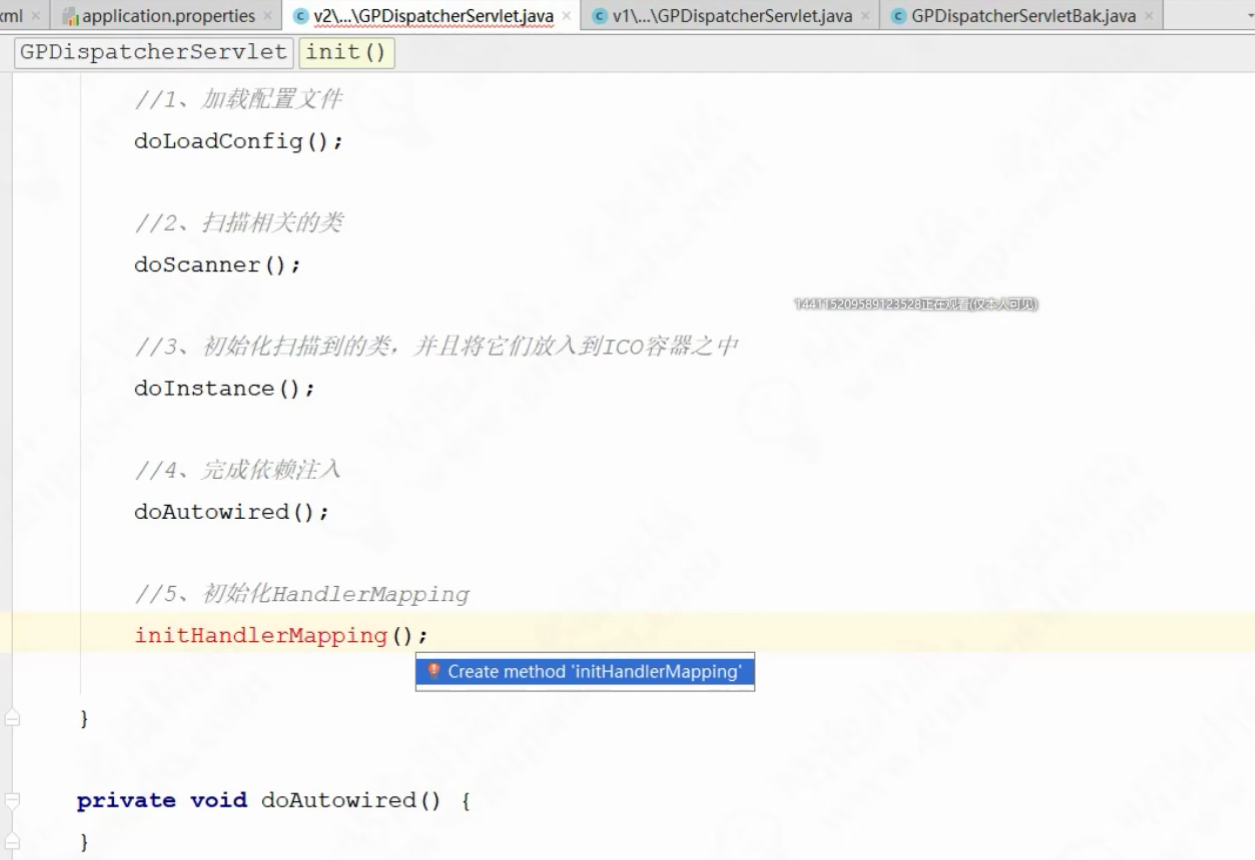 xml application.properties v2\...\GPDispatcherServlet.java v1\...\GPDispatcherServlet.java GPDispatcherServletBak.java
GPDispatcherServlet init()
//1、加载配置文件
doLoadConfig();
//2、扫描相关的类
doScanner();
//3、初始化扫描到的类，并且将它们放入到ICO容器之中
doInstance();
//4、完成依赖注入
doAutowired();
//5、初始化HandlerMapping
initHandlerMapping();
Create method 'initHandlerMapping'
}
private void doAutowired() {
}